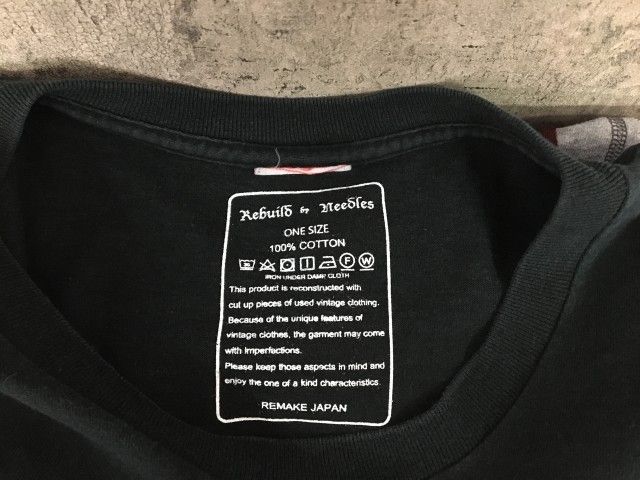 Rebuild by Needles
ONE SIZE
100% COTTON
F W
IRON UNDER DAMP CLOTH
This product is reconstructed with
cut up pieces of used vintage clothing.
Because of the unique features of
vintage clothes, the garment may come
with imperfections.
Please keep those aspects in mind and
enjoy the one of a kind characteristics.
REMAKE JAPAN